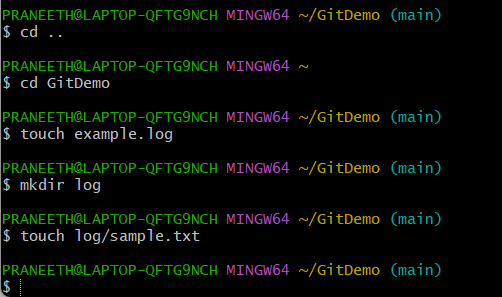 PRANEETH@LAPTOP-QFTG9NCH MINGW64 ~/GitDemo (main)
$ cd ..
PRANEETH@LAPTOP-QFTG9NCH MINGW64 ~
$ cd GitDemo
PRANEETH@LAPTOP-QFTG9NCH MINGW64 ~/GitDemo (main)
$ touch example.log
PRANEETH@LAPTOP-QFTG9NCH MINGW64 ~/GitDemo (main)
$ mkdir log
PRANEETH@LAPTOP-QFTG9NCH MINGW64 ~/GitDemo (main)
$ touch log/sample.txt
PRANEETH@LAPTOP-QFTG9NCH MINGW64 ~/GitDemo (main)
$